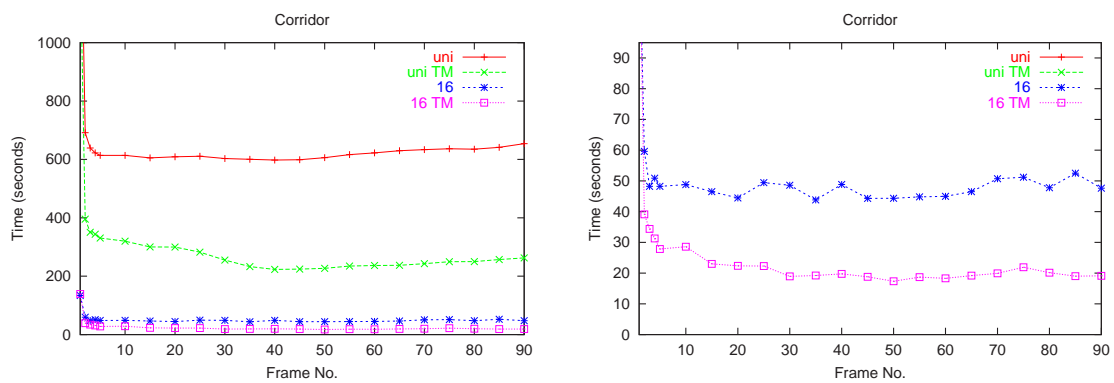 Corridor
1000
800
600
400
200
0
10 20 30 40 50 60 70 80 90
Time (seconds)
Frame No.
uni
uni TM
16
16 TM
Corridor
90
80
70
60
50
40
30
20
10
0
10 20 30 40 50 60 70 80 90
Time (seconds)
Frame No.
uni
uni TM
16
16 TM